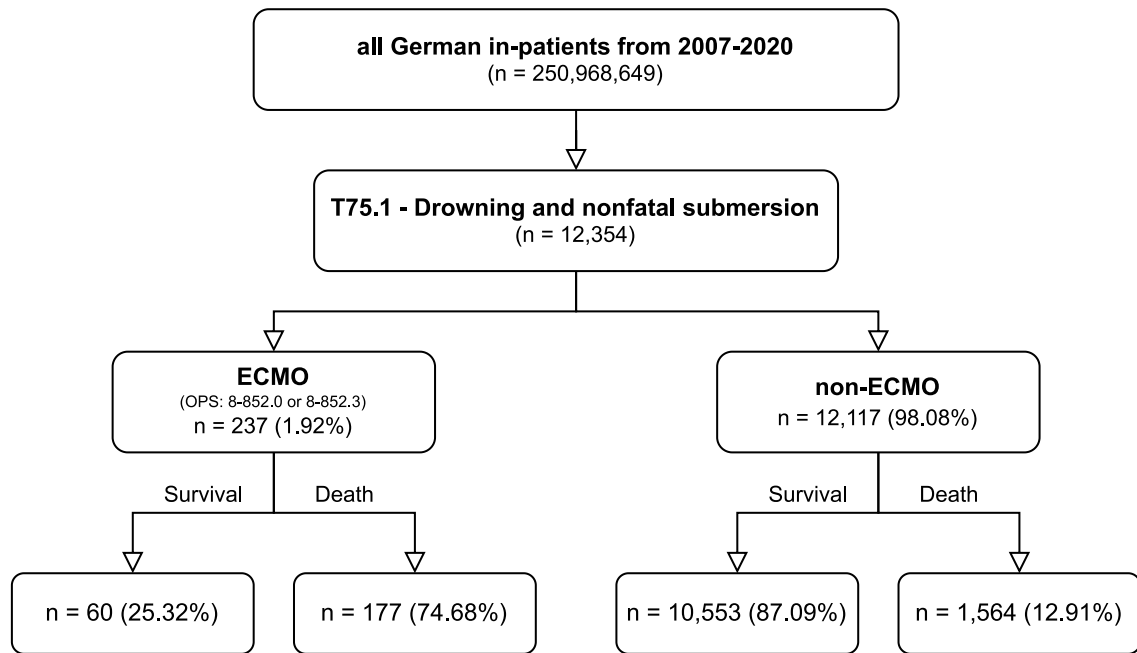 all German in-patients from 2007-2020
(n = 250,968,649)
T75.1 - Drowning and nonfatal submersion
(n = 12,354)
ECMO
(OPS: 8-852.0 or 8-852.3)
n = 237 (1.92%)
non-ECMO
n = 12,117 (98.08%)
Survival
Death
Survival
Death
n = 60 (25.32%)
n = 177 (74.68%)
n = 10,553 (87.09%)
n = 1,564 (12.91%)